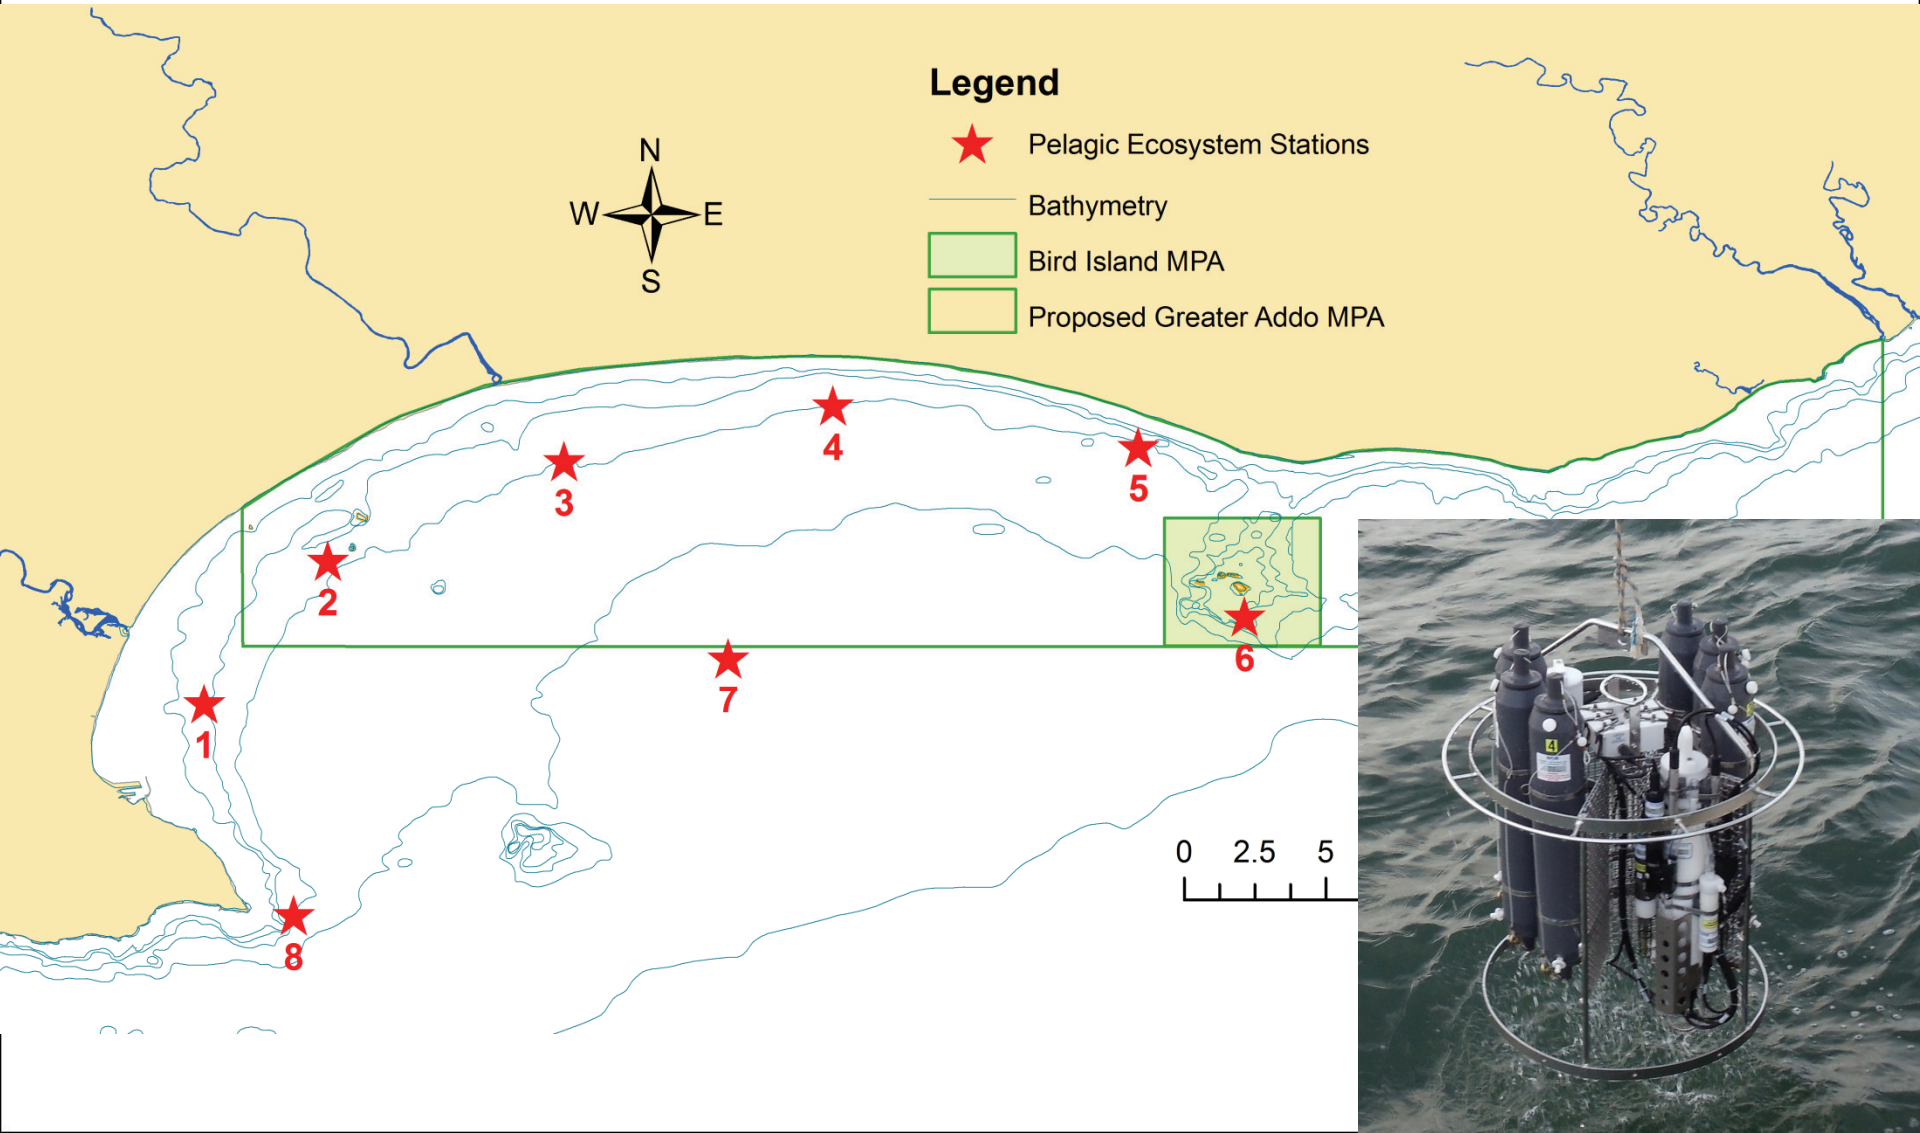 Legend
Pelagic Ecosystem Stations
Bathymetry
Bird Island MPA
Proposed Greater Addo MPA
N
W E
S
4
3
5
2
6
7
1
0 2.5 5
8
4